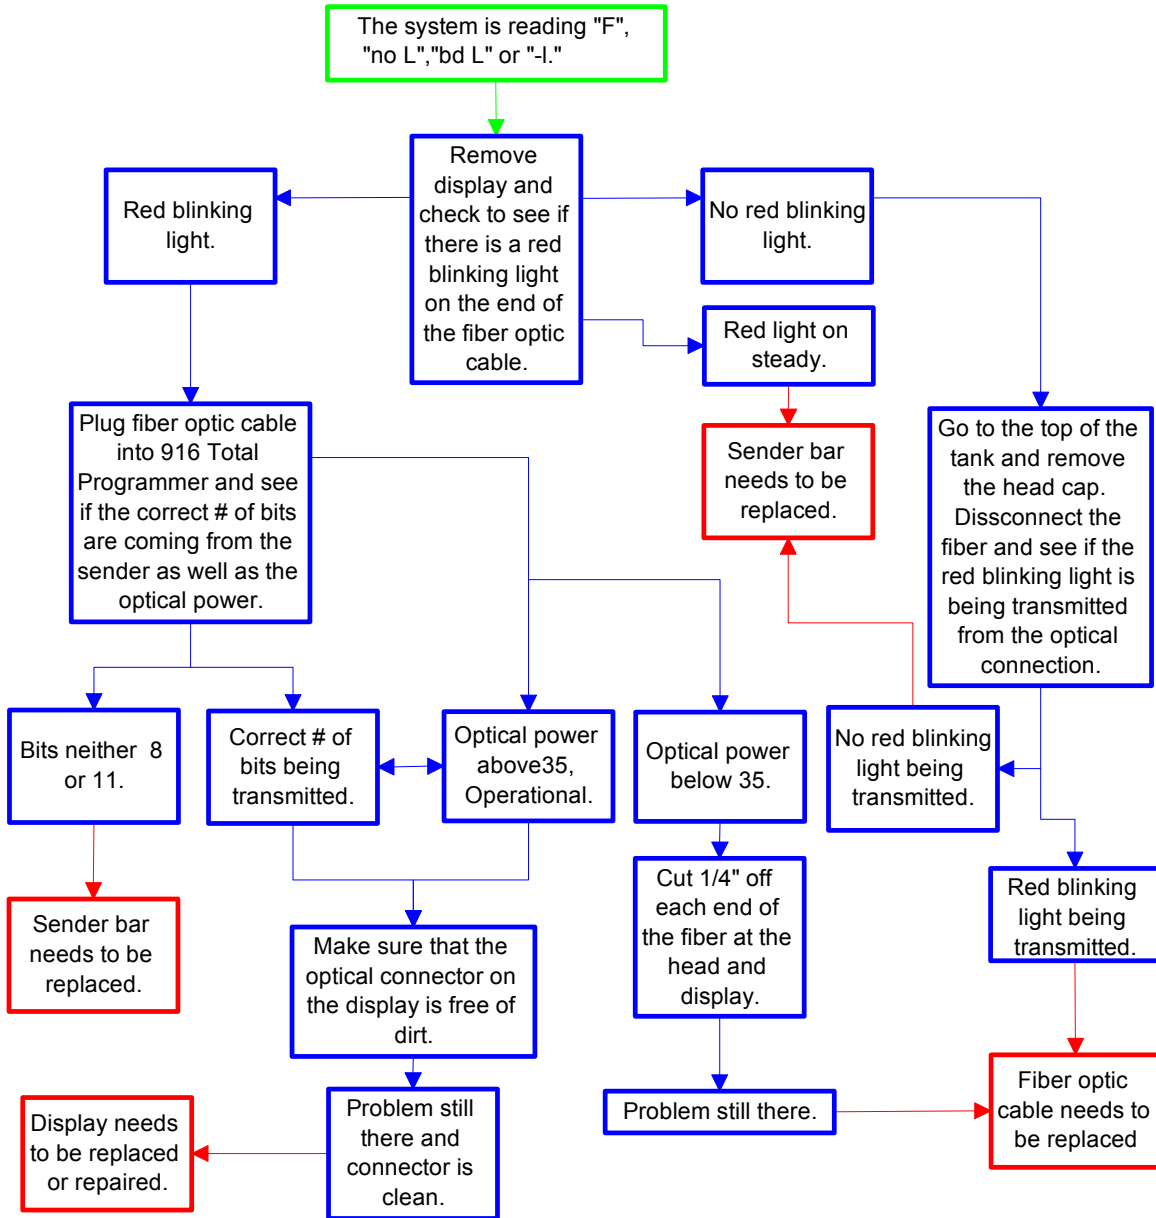 The system is reading "F",
"no L","bd L" or "-l."
Remove
display and
check to see if
there is a red
blinking light
on the end of
the fiber optic
cable.
Red blinking
light.
No red blinking
light.
Red light on
steady.
Plug fiber optic cable
into 916 Total
Programmer and see
if the correct # of bits
are coming from the
sender as well as the
optical power.
Sender bar
needs to be
replaced.
Go to the top of the
tank and remove
the head cap.
Dissconnect the
fiber and see if the
red blinking light is
being transmitted
from the optical
connection.
Bits neither 8
or 11.
Correct # of
bits being
transmitted.
Optical power
above35,
Operational.
Optical power
below 35.
No red blinking
light being
transmitted.
Sender bar
needs to be
replaced.
Make sure that the
optical connector on
the display is free of
dirt.
Cut 1/4" off
each end of
the fiber at the
head and
display.
Red blinking
light being
transmitted.
Display needs
to be replaced
or repaired.
Problem still
there and
connector is
clean.
Problem still there.
Fiber optic
cable needs to
be replaced